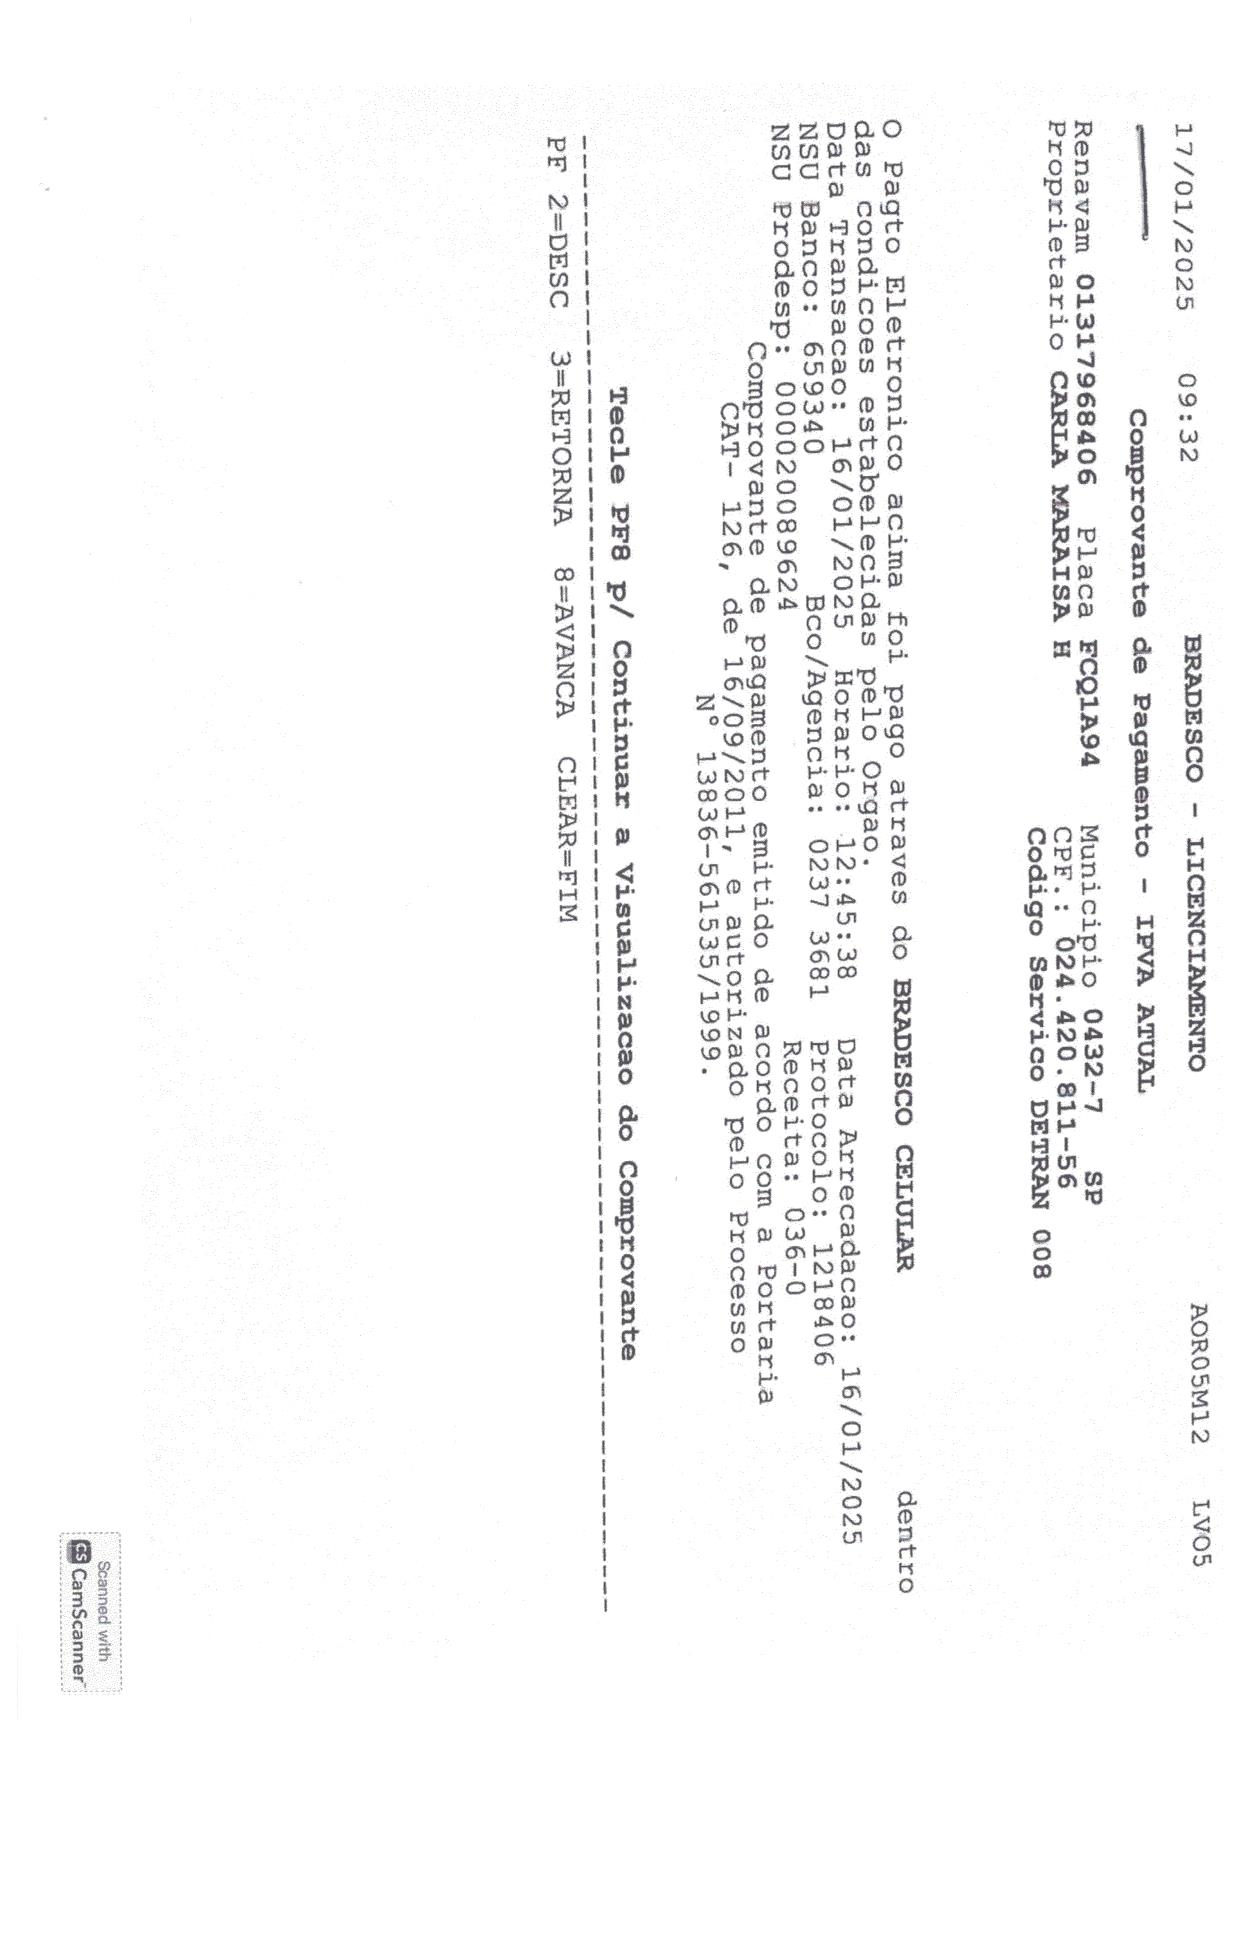 17/01/2025 09:32 BRADESCO - LICENCIAMENTO AOR05M12 LV05
Comprovante de Pagamento - IPVA ATUAL
Renavam 01317968406 Placa FCQ1A94 Municipio 0432-7 SP
Proprietario CARLA MARAISA H CPF.: 024.420.811-56
Codigo Servico DETRAN 008
O Pagto Eletronico acima foi pago atraves do BRADESCO CELULAR dentro
das condicoes estabelecidas pelo Orgao.
Data Transacao: 16/01/2025 Horario: 12:45:38 Data Arrecadacao: 16/01/2025
NSU Banco: 659340 Bco/Agencia: 0237 3681 Protocolo: 1218406
NSU Prodesp: 000020089624 Receita: 036-0
Comprovante de pagamento emitido de acordo com a Portaria
CAT- 126, de 16/09/2011, e autorizado pelo Processo
N° 13836-561535/1999.
Tecle PF8 p/ Continuar a Visualizacao do Comprovante
--------------------------------------------------------------------------------
PF 2=DESC 3=RETORNA 8=AVANCA CLEAR=FIM
Scanned with
CS CamScanner